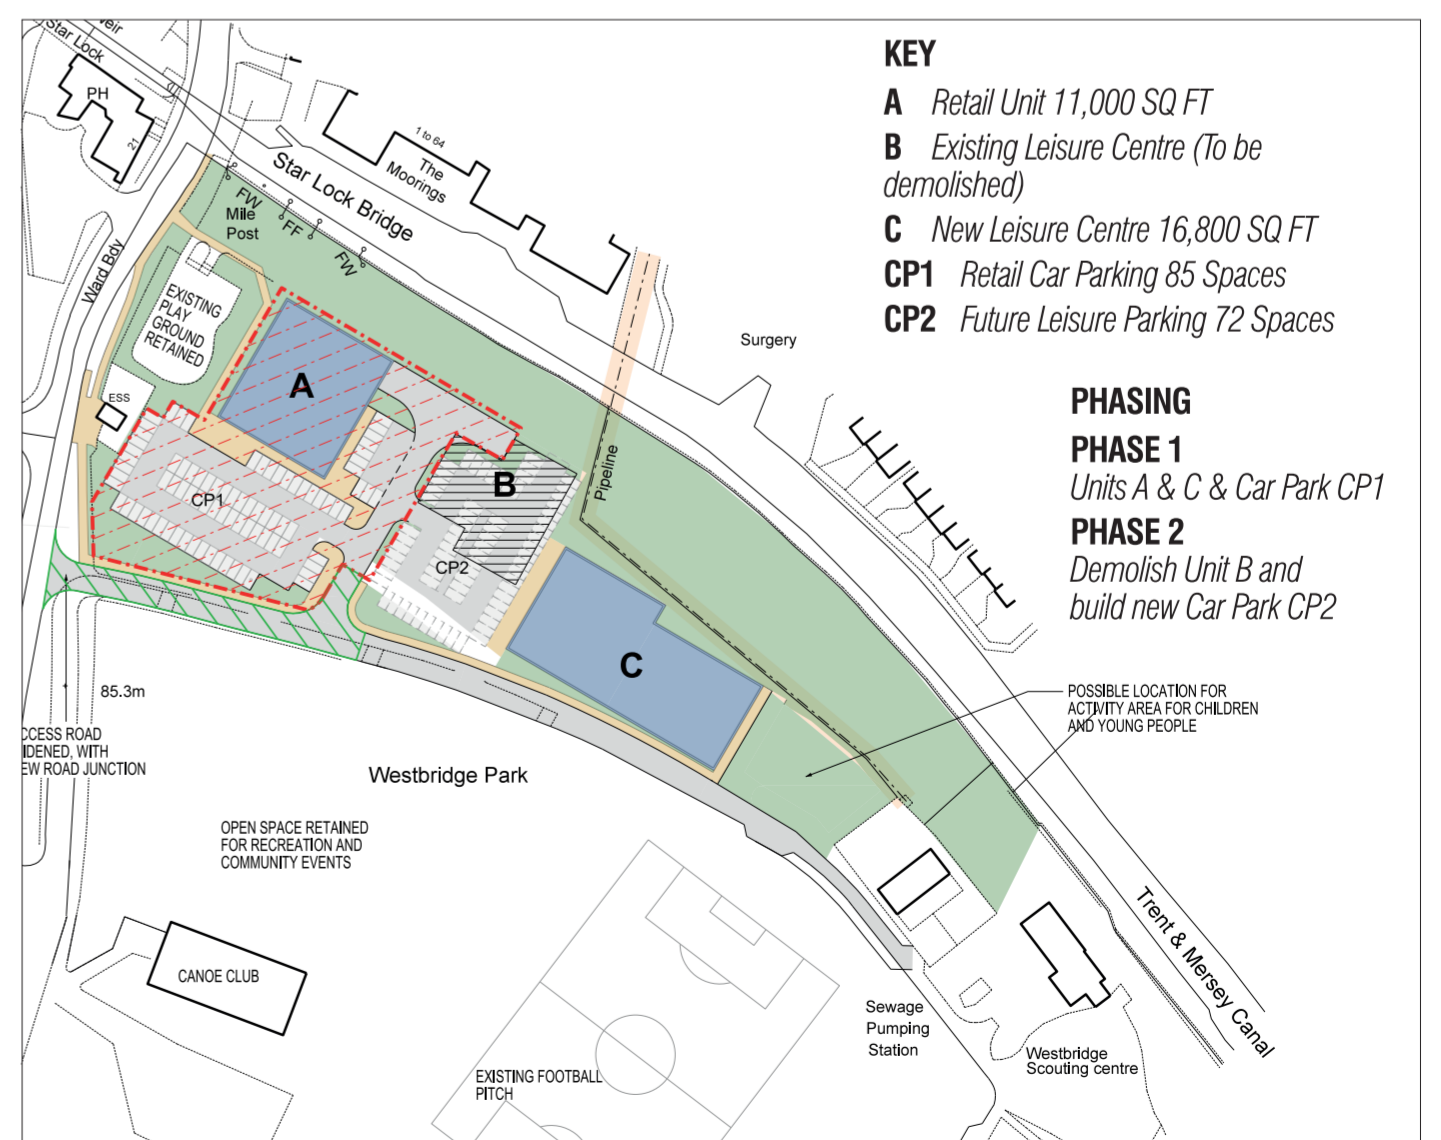 KEY
A Retail Unit 11,000 SQ FT
B Existing Leisure Centre (To be
demolished)
C New Leisure Centre 16,800 SQ FT
CP1 Retail Car Parking 85 Spaces
CP2 Future Leisure Parking 72 Spaces
PHASING
PHASE 1
Units A & C & Car Park CP1
PHASE 2
Demolish Unit B and
build new Car Park CP2
Weir
Star Lock
PH
21
1 to 64
The
Moorings
Star Lock Bridge
FW
FF
FW
Mile
Post
Ward Bdy
EXISTING
PLAY
GROUND
RETAINED
ESS
A
CP1
B
CP2
C
Pipeline
Surgery
POSSIBLE LOCATION FOR
ACTIVITY AREA FOR CHILDREN
AND YOUNG PEOPLE
85.3m
CCESS ROAD
IDENED, WITH
EW ROAD JUNCTION
Westbridge Park
OPEN SPACE RETAINED
FOR RECREATION AND
COMMUNITY EVENTS
CANOE CLUB
EXISTING FOOTBALL
PITCH
Sewage
Pumping
Station
Westbridge
Scouting centre
Trent & Mersey Canal